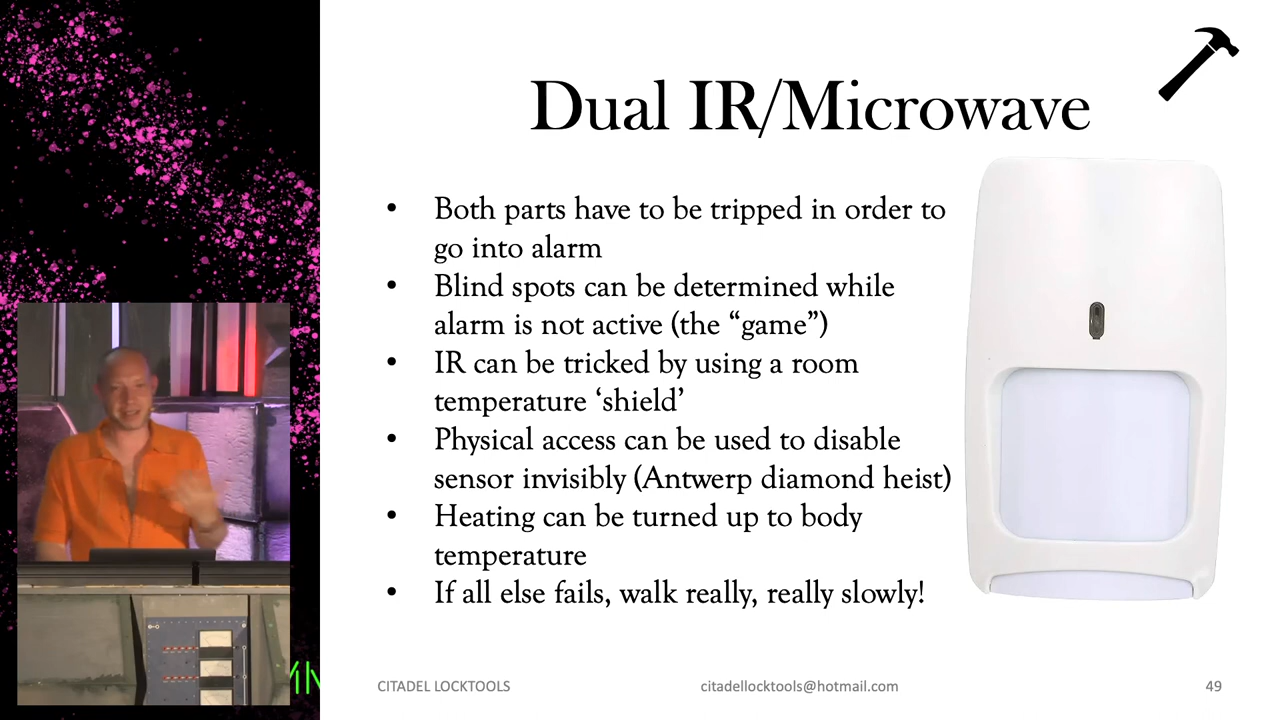 Dual IR/Microwave
• Both parts have to be tripped in order to
go into alarm
• Blind spots can be determined while
alarm is not active (the “game”)
• IR can be tricked by using a room
temperature ‘shield’
• Physical access can be used to disable
sensor invisibly (Antwerp diamond heist)
• Heating can be turned up to body
temperature
• If all else fails, walk really, really slowly!
CITADEL LOCKTOOLS
citadellocktools@hotmail.com
49